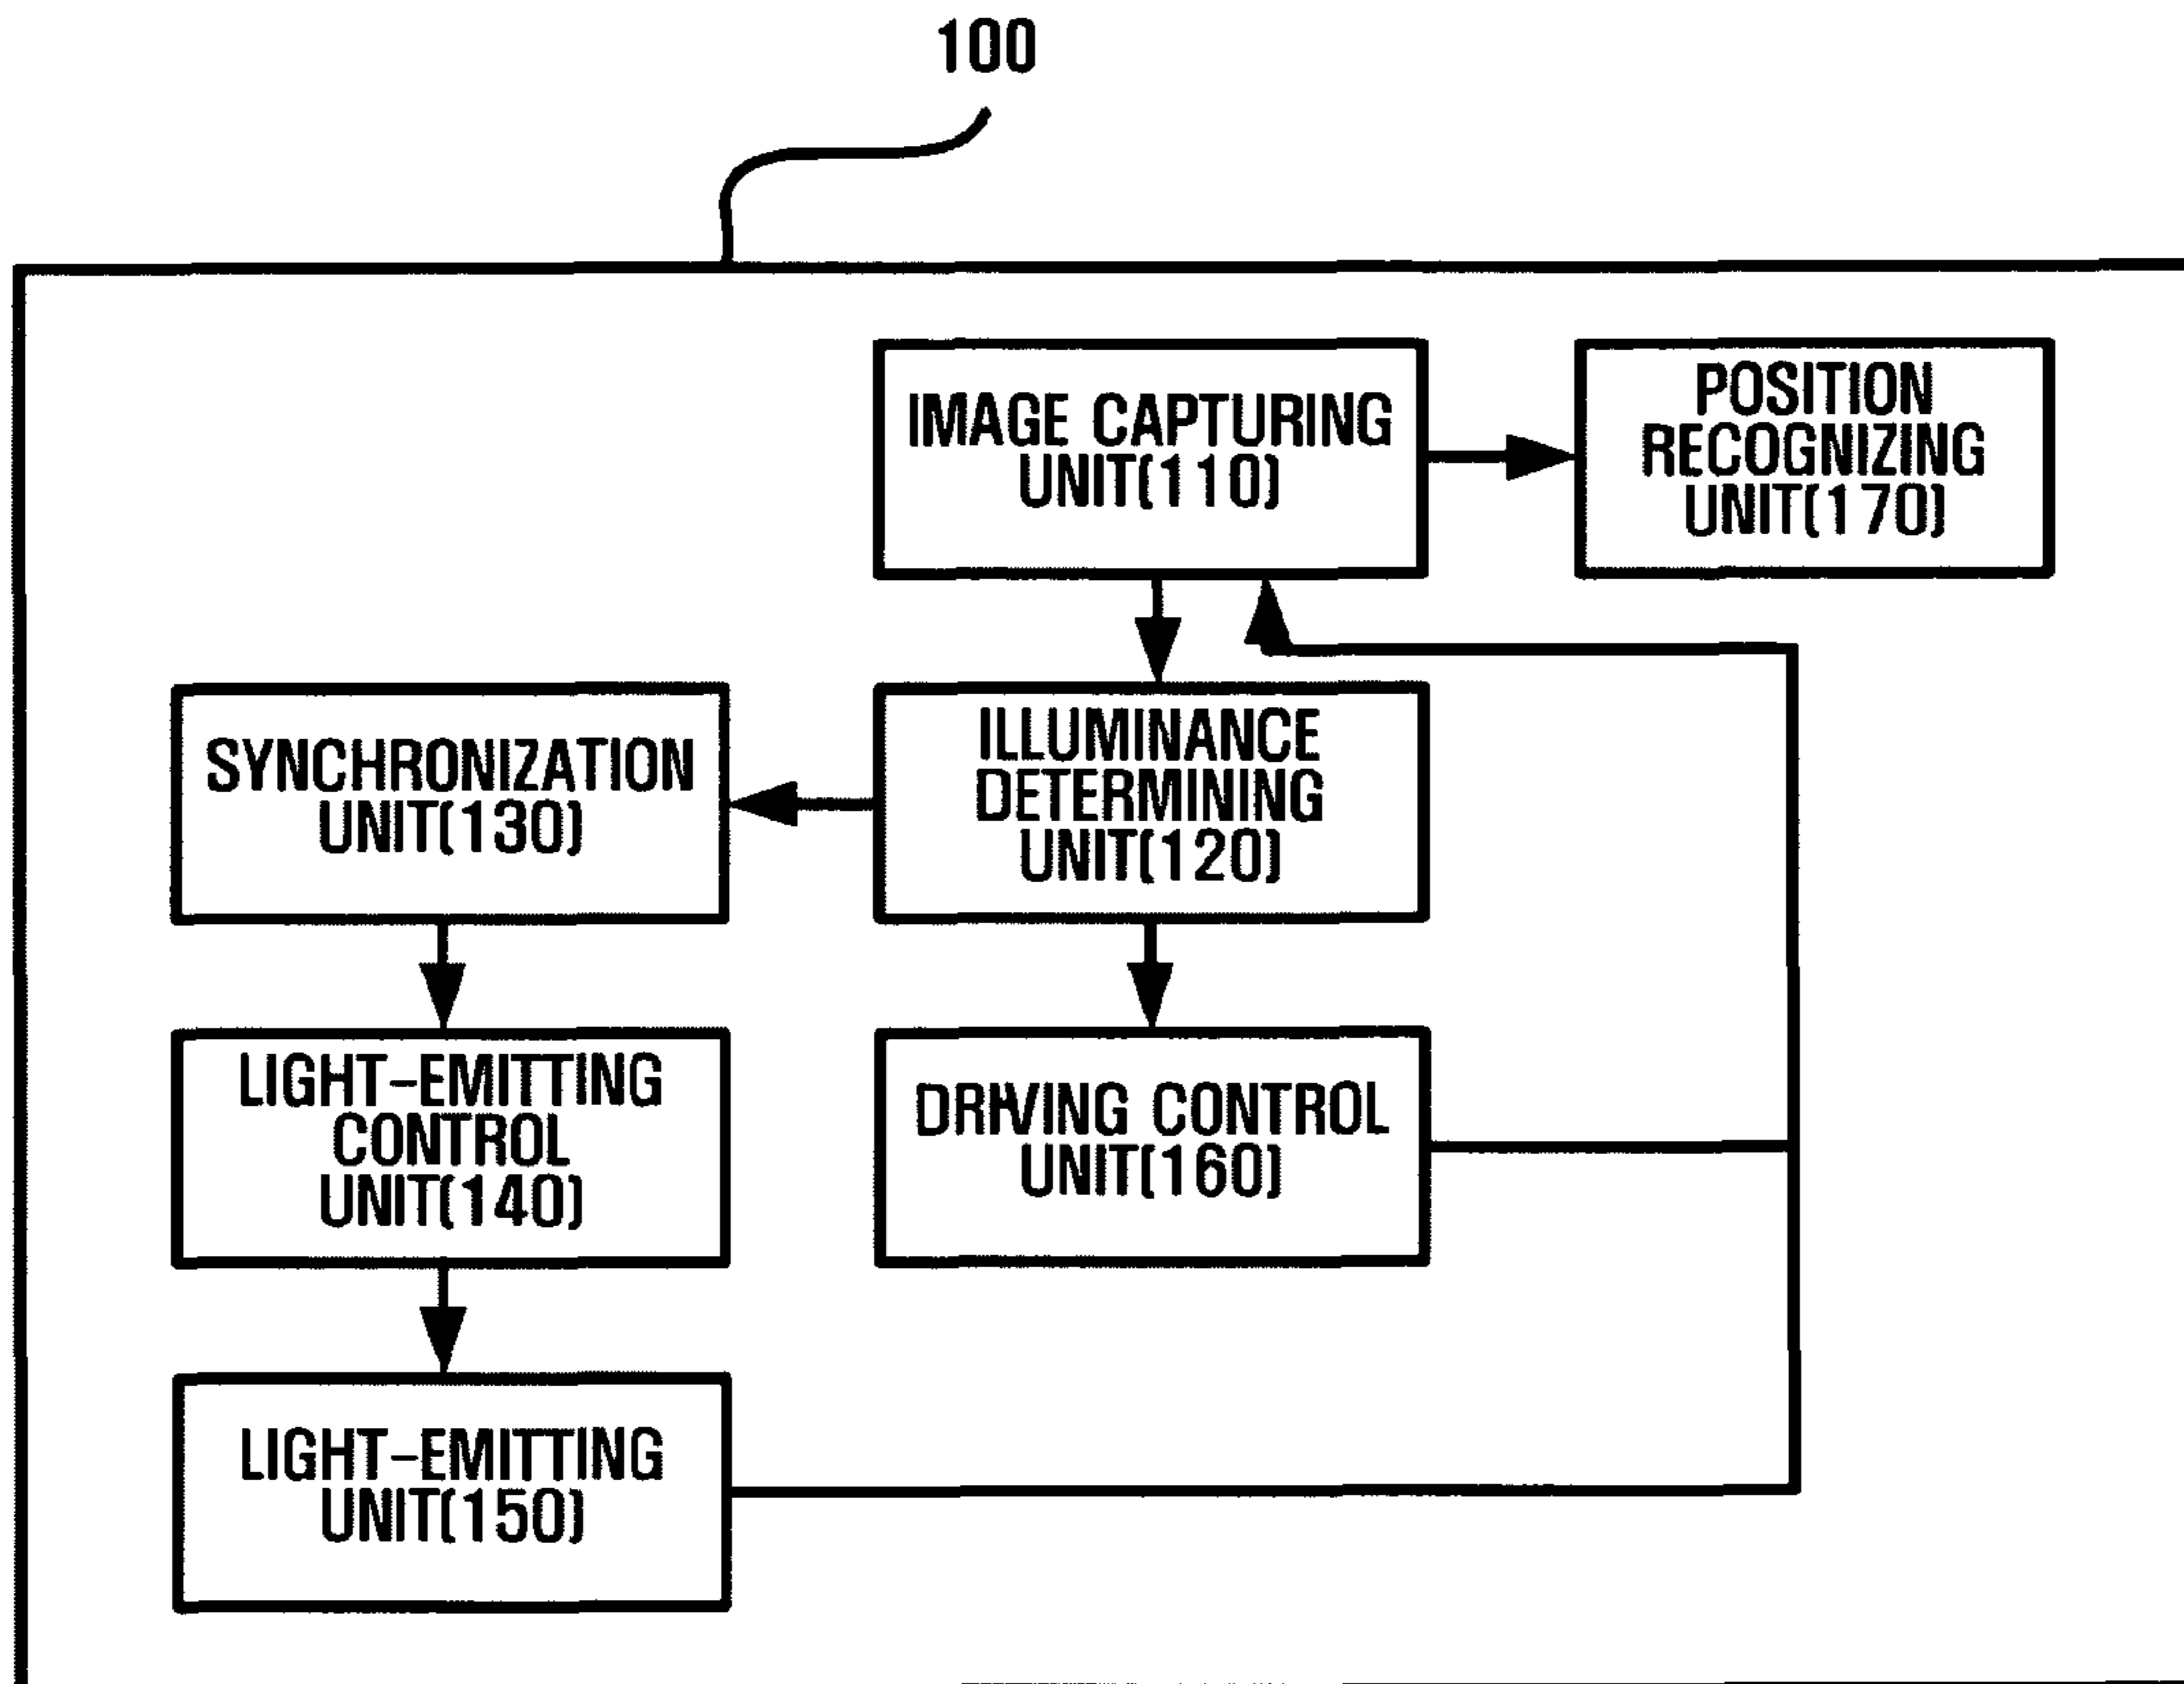 100
IMAGE CAPTURING
UNIT(110)
POSITION
RECOGNIZING
UNIT(170)
SYNCHRONIZATION
UNIT(130)
ILLUMINANCE
DETERMINING
UNIT(120)
LIGHT-EMITTING
CONTROL
UNIT(140)
DRIVING CONTROL
UNIT(160)
LIGHT-EMITTING
UNIT(150)